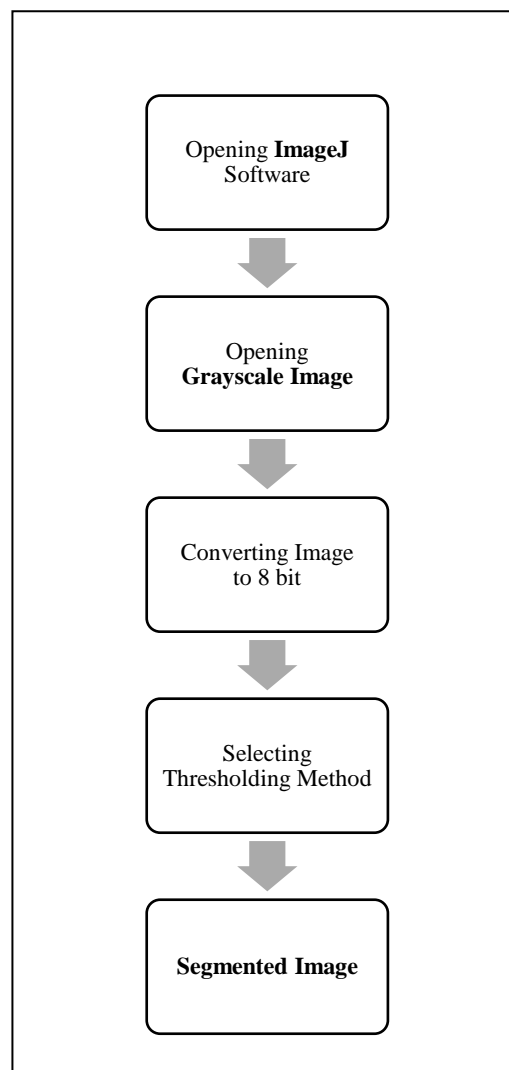 Opening ImageJ
Software
Opening
Grayscale Image
Converting Image
to 8 bit
Selecting
Thresholding Method
Segmented Image